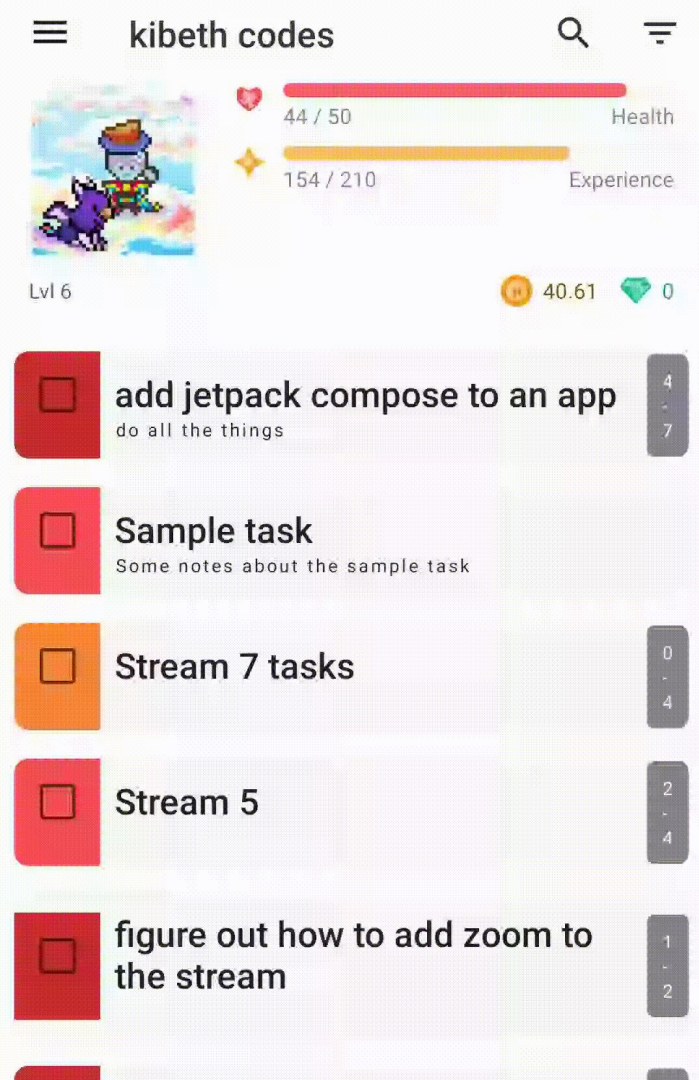 kibeth codes
44 / 50 Health
154 / 210 Experience
Lvl 6 40.61 0
add jetpack compose to an app
do all the things
4
-
7
Sample task
Some notes about the sample task
Stream 7 tasks
0
-
4
Stream 5
2
-
4
figure out how to add zoom to
the stream
1
-
2